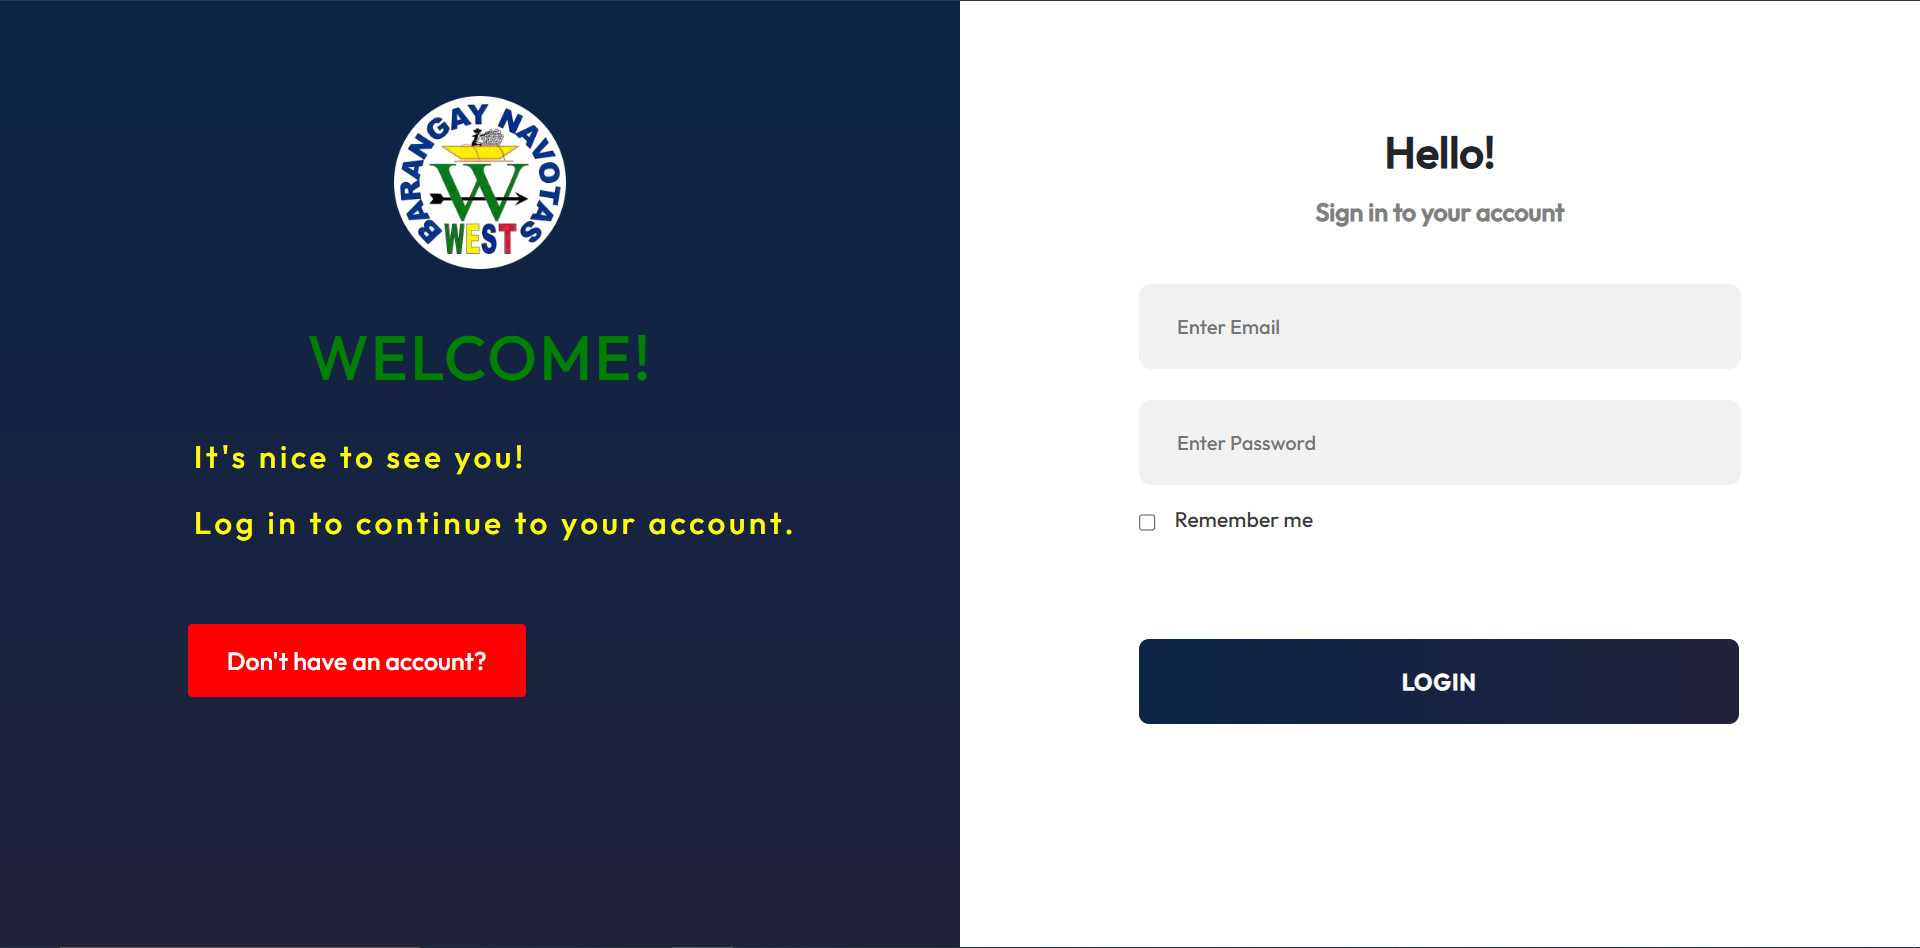 BARANGAY NAVOTAS
W
WEST
WELCOME!
It's nice to see you!
Log in to continue to your account.
Don't have an account?
Hello!
Sign in to your account
Enter Email
Enter Password
Remember me
LOGIN